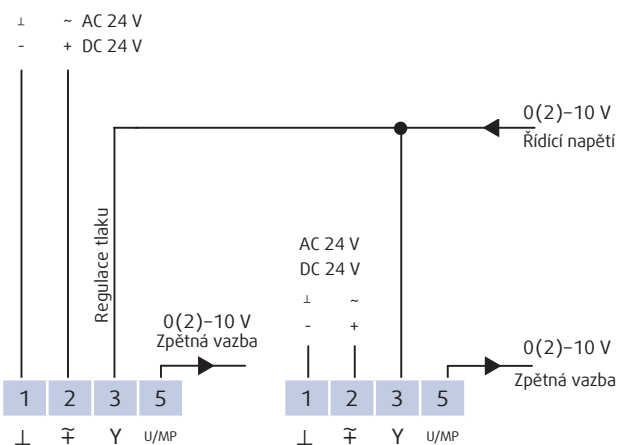 ⊥ ~ AC 24 V
- + DC 24 V
0(2)–10 V
Řídící napětí
Regulace tlaku
AC 24 V
DC 24 V
⊥ ~
- +
0(2)–10 V
Zpětná vazba
0(2)–10 V
Zpětná vazba
1 2 3 5
1 2 3 5
⊥ ~̅+ Y U/MP
⊥ ~̅+ Y U/MP